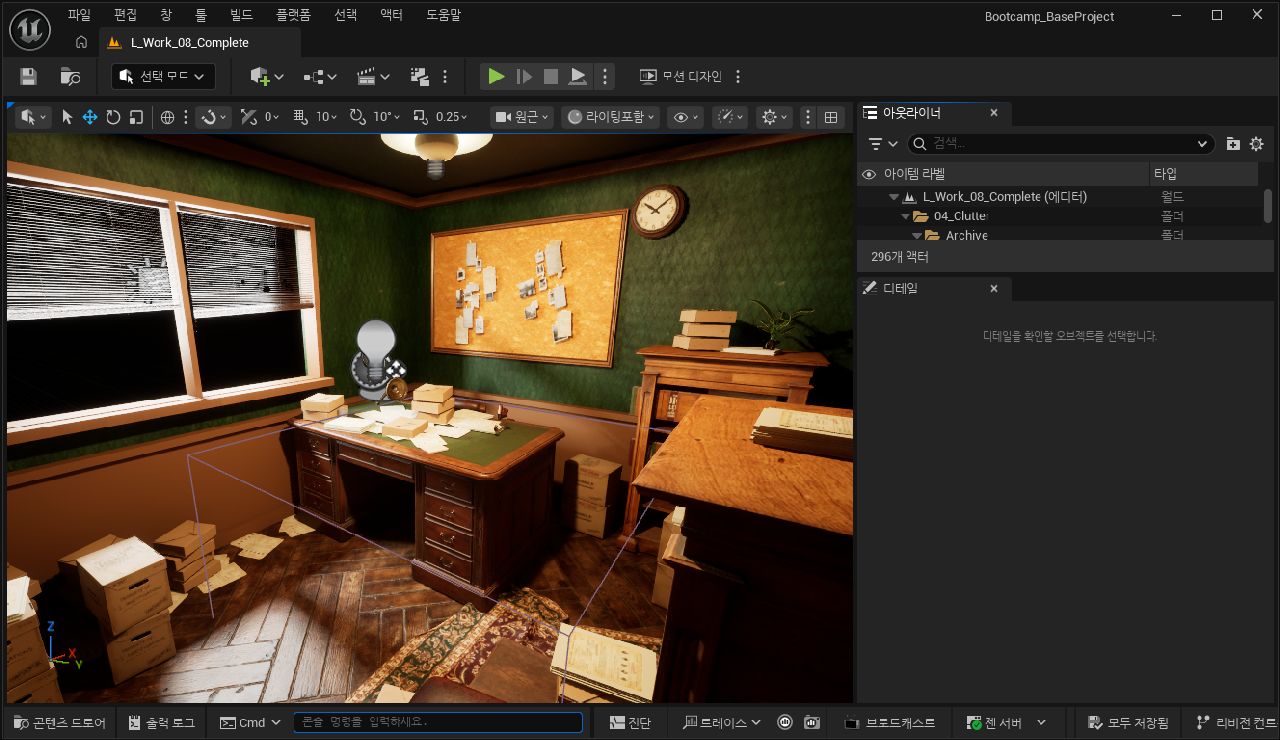 파일 편집 창 툴 빌드 플랫폼 선택 액터 도움말 Bootcamp_BaseProject
L_Work_08_Complete
선택 모드 모션 디자인
0 10 10° 0.25 원근 라이팅포함
아웃라이너
검색...
아이템 라벨 타입
L_Work_08_Complete (에디터) 월드
04_Clutter 폴더
Archive 폴더
296개 액터
디테일
디테일을 확인할 오브젝트를 선택합니다.
Z
X
Y
콘텐츠 드로어 출력 로그 Cmd 콘솔 명령을 입력하세요. 진단 트레이스 브로드캐스트 젠 서버 모두 저장됨 리비전 컨트